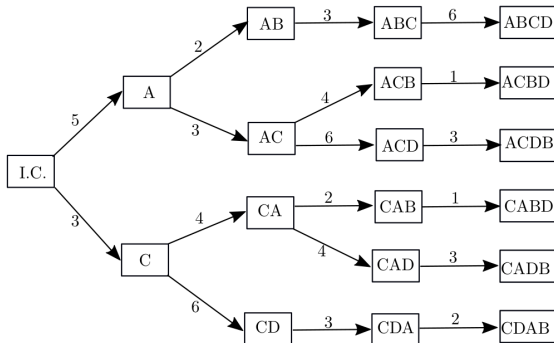 AB 3 ABC 6 ABCD
2
A ACB 1 ACBD
5 4
3 AC 6 ACD 3 ACDB
I.C.
3 4 CA 2 CAB 1 CABD
C 4 CAD 3 CADB
6
CD 3 CDA 2 CDAB